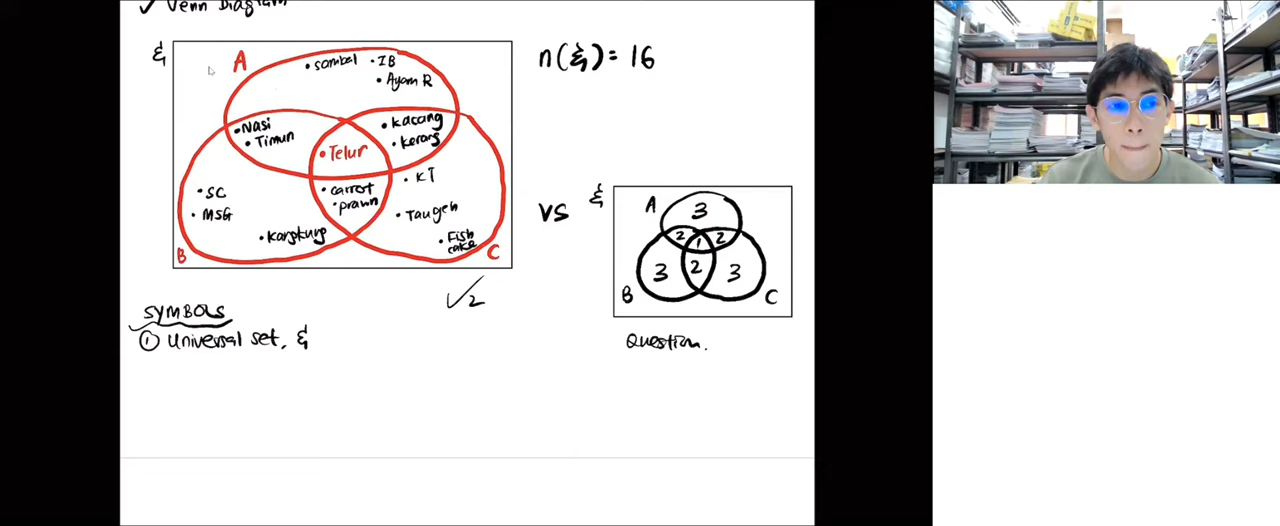 ✓ Venn Diagram
ξ
A
• sambal • IB
• Ayam R
• Nasi
• Timun
• Kacang
• Kerang
• Telur
• SC
• MSG
• Kangkung
• carrot
• prawn
• KT
• Taugeh
• Fish cake
B
C
✓2
n(ξ) = 16
VS
ξ
A
3
2
1
2
3
2
3
B
C
Question.
SYMBOLS
① Universal set, ξ